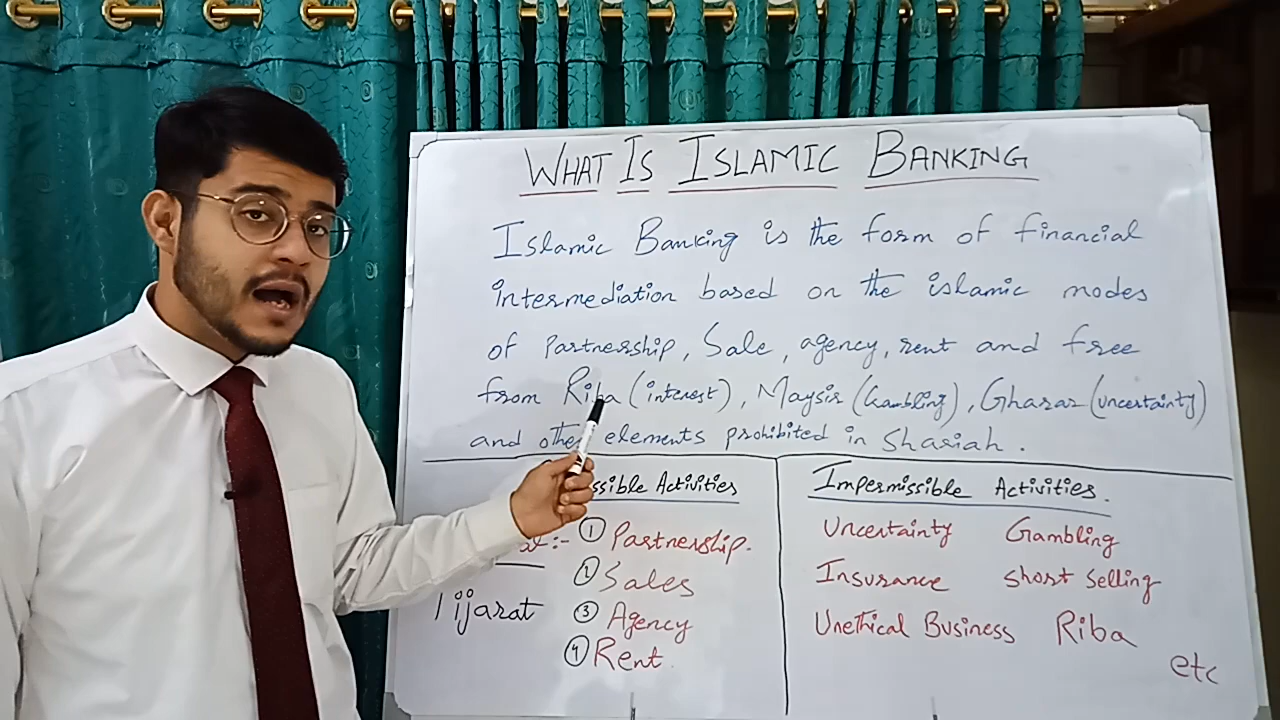 WHAT IS ISLAMIC BANKING
Islamic Banking is the form of financial
intermediation based on the islamic modes
of Partnership, Sale, agency, rent and free
from Riba (interest), Maysir (Gambling), Gharar (uncertainty)
and other elements prohibited in Shariah.
ssible Activities
:- ① Partnership.
② Sales
Tijarat
③ Agency
④ Rent.
Impermissible Activities.
Uncertainty Gambling
Insurance Short Selling
Unethical Business Riba
etc